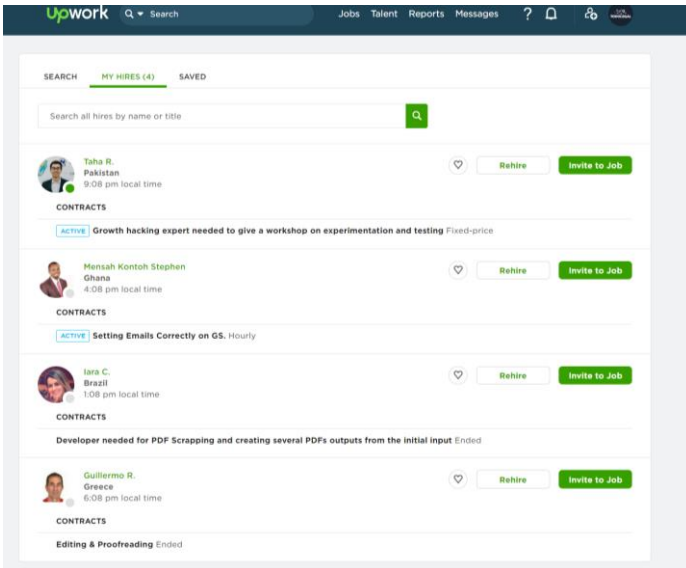 Upwork Search Jobs Talent Reports Messages ?
SEARCH MY HIRES (4) SAVED
Search all hires by name or title
Taha R.
Pakistan
9:08 pm local time
Rehire Invite to Job
CONTRACTS
ACTIVE Growth hacking expert needed to give a workshop on experimentation and testing Fixed-price
Mensah Kontoh Stephen
Ghana
4:08 pm local time
Rehire Invite to Job
CONTRACTS
ACTIVE Setting Emails Correctly on GS. Hourly
Iara C.
Brazil
1:08 pm local time
Rehire Invite to Job
CONTRACTS
Developer needed for PDF Scrapping and creating several PDFs outputs from the initial input Ended
Guillermo R.
Greece
6:08 pm local time
Rehire Invite to Job
CONTRACTS
Editing & Proofreading Ended